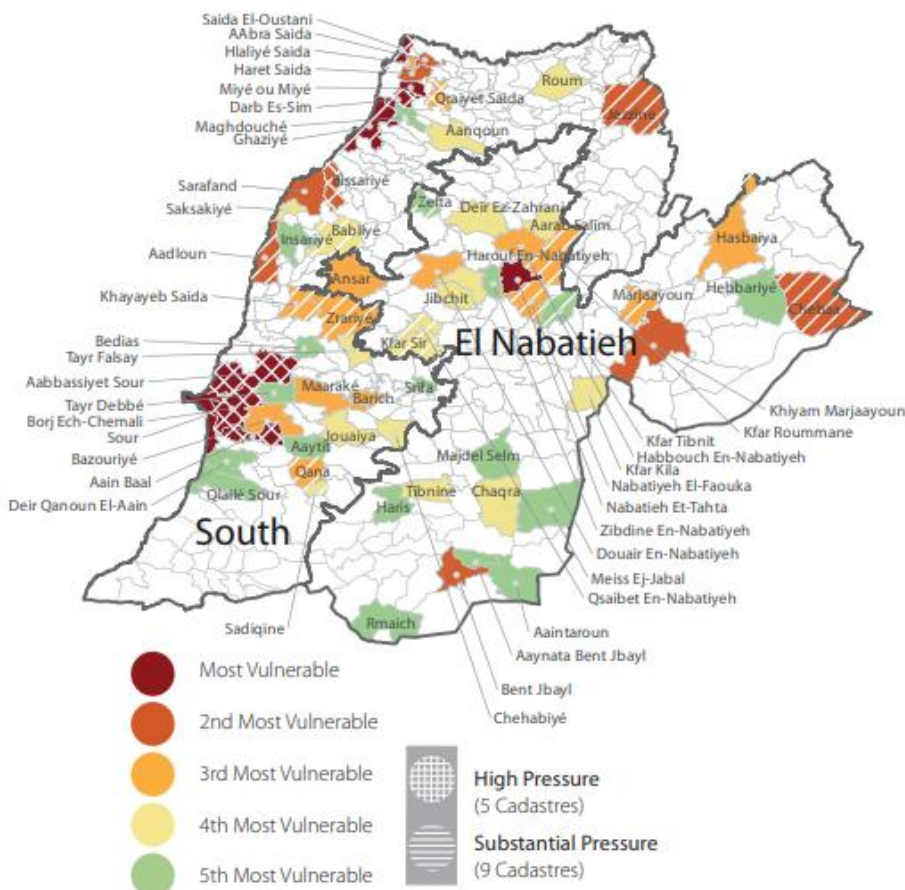 Saida El-Oustani
AAbra Saida
Hlaliyé Saida
Haret Saida
Miyé ou Miyé
Darb Es-Sim
Maghdouché
Ghaziyé
Sarafand
Saksakiyé
Aadloun
Khayayeb Saida
Bedias
Tayr Falsay
Aabbassiyet Sour
Tayr Debbé
Borj Ech-Chemali
Sour
Bazouriyé
Aain Baal
Deir Qanoun El-Aain
Roum
Qraiyet Saida
Jezzine
Aanqoun
Bissariyé
Zefta
Deir Ez-Zahrani
Insariyé
Babliyé
Aarab Salim
Harouf En-Nabatiyeh
Hasbaiya
Ansar
Jibchit
Marjaayoun
Hebbariyé
Chebaa
Zrariyé
Kfar Sir
El Nabatieh
Maaraké
Srifa
Barich
Jouaiya
Aaytit
Majdel Selm
Qana
Qlailé Sour
Tibnine
Chaqra
Haris
South
Rmaich
Sadiqine
Khiyam Marjaayoun
Kfar Roummane
Kfar Tibnit
Habbouch En-Nabatiyeh
Kfar Kila
Nabatiyeh El-Faouka
Nabatieh Et-Tahta
Zibdine En-Nabatiyeh
Douair En-Nabatiyeh
Meiss Ej-Jabal
Qsaibet En-Nabatiyeh
Aaintaroun
Aaynata Bent Jbayl
Bent Jbayl
Chehabiyé
Most Vulnerable
2nd Most Vulnerable
3rd Most Vulnerable
4th Most Vulnerable
5th Most Vulnerable
High Pressure
(5 Cadastres)
Substantial Pressure
(9 Cadastres)